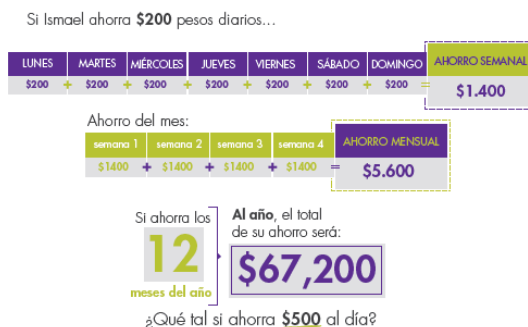 Si Ismael ahorra $200 pesos diarios...
LUNES MARTES MIÉRCOLES JUEVES VIERNES SÁBADO DOMINGO AHORRO SEMANAL
$200 + $200 + $200 + $200 + $200 + $200 + $200 = $1.400
Ahorro del mes:
semana 1 semana 2 semana 3 semana 4 AHORRO MENSUAL
$1400 + $1400 + $1400 + $1400 = $5.600
Si ahorra los
12
meses del año
Al año, el total
de su ahorro será:
$67,200
¿Qué tal si ahorra $500 al día?